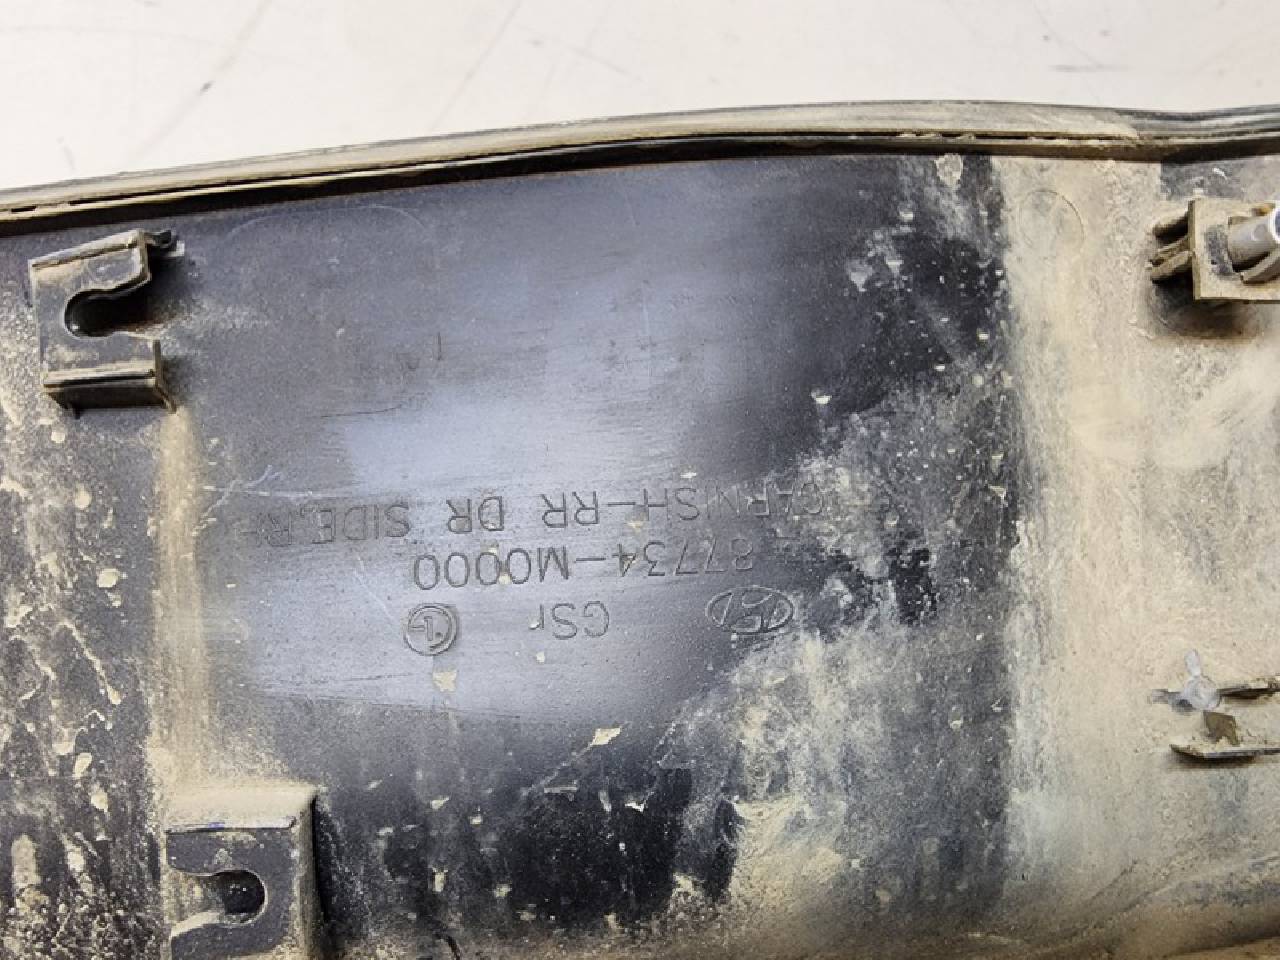 GSr
87734-M0000
GARNISH-RR DR SIDE,RH